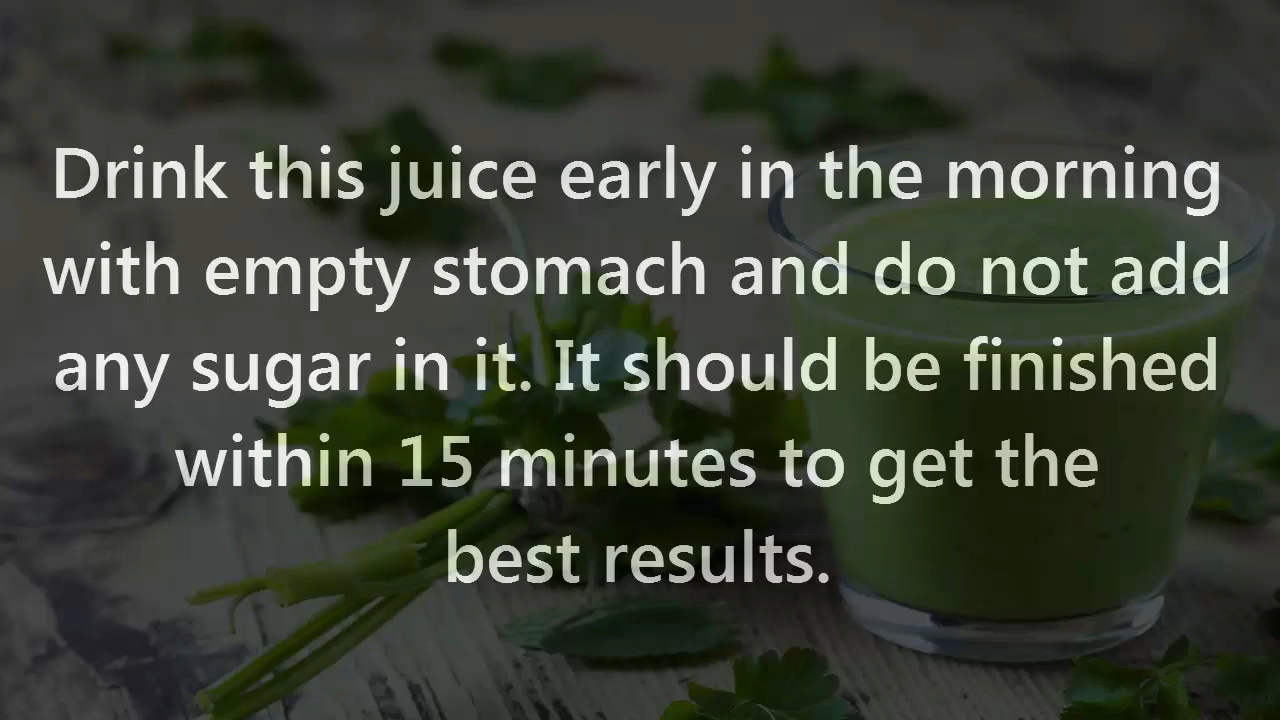 Drink this juice early in the morning
with empty stomach and do not add
any sugar in it. It should be finished
within 15 minutes to get the
best results.